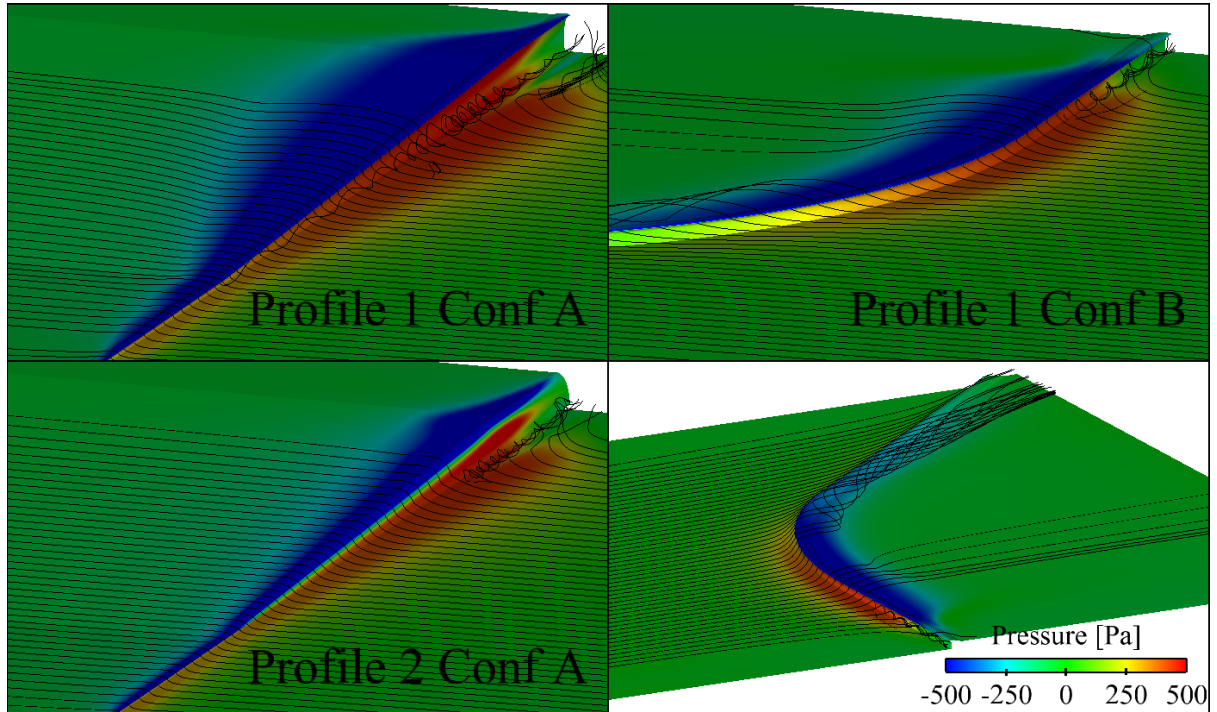 Profile 1 Conf A
Profile 1 Conf B
Profile 2 Conf A
Pressure [Pa]
-500 -250 0 250 500